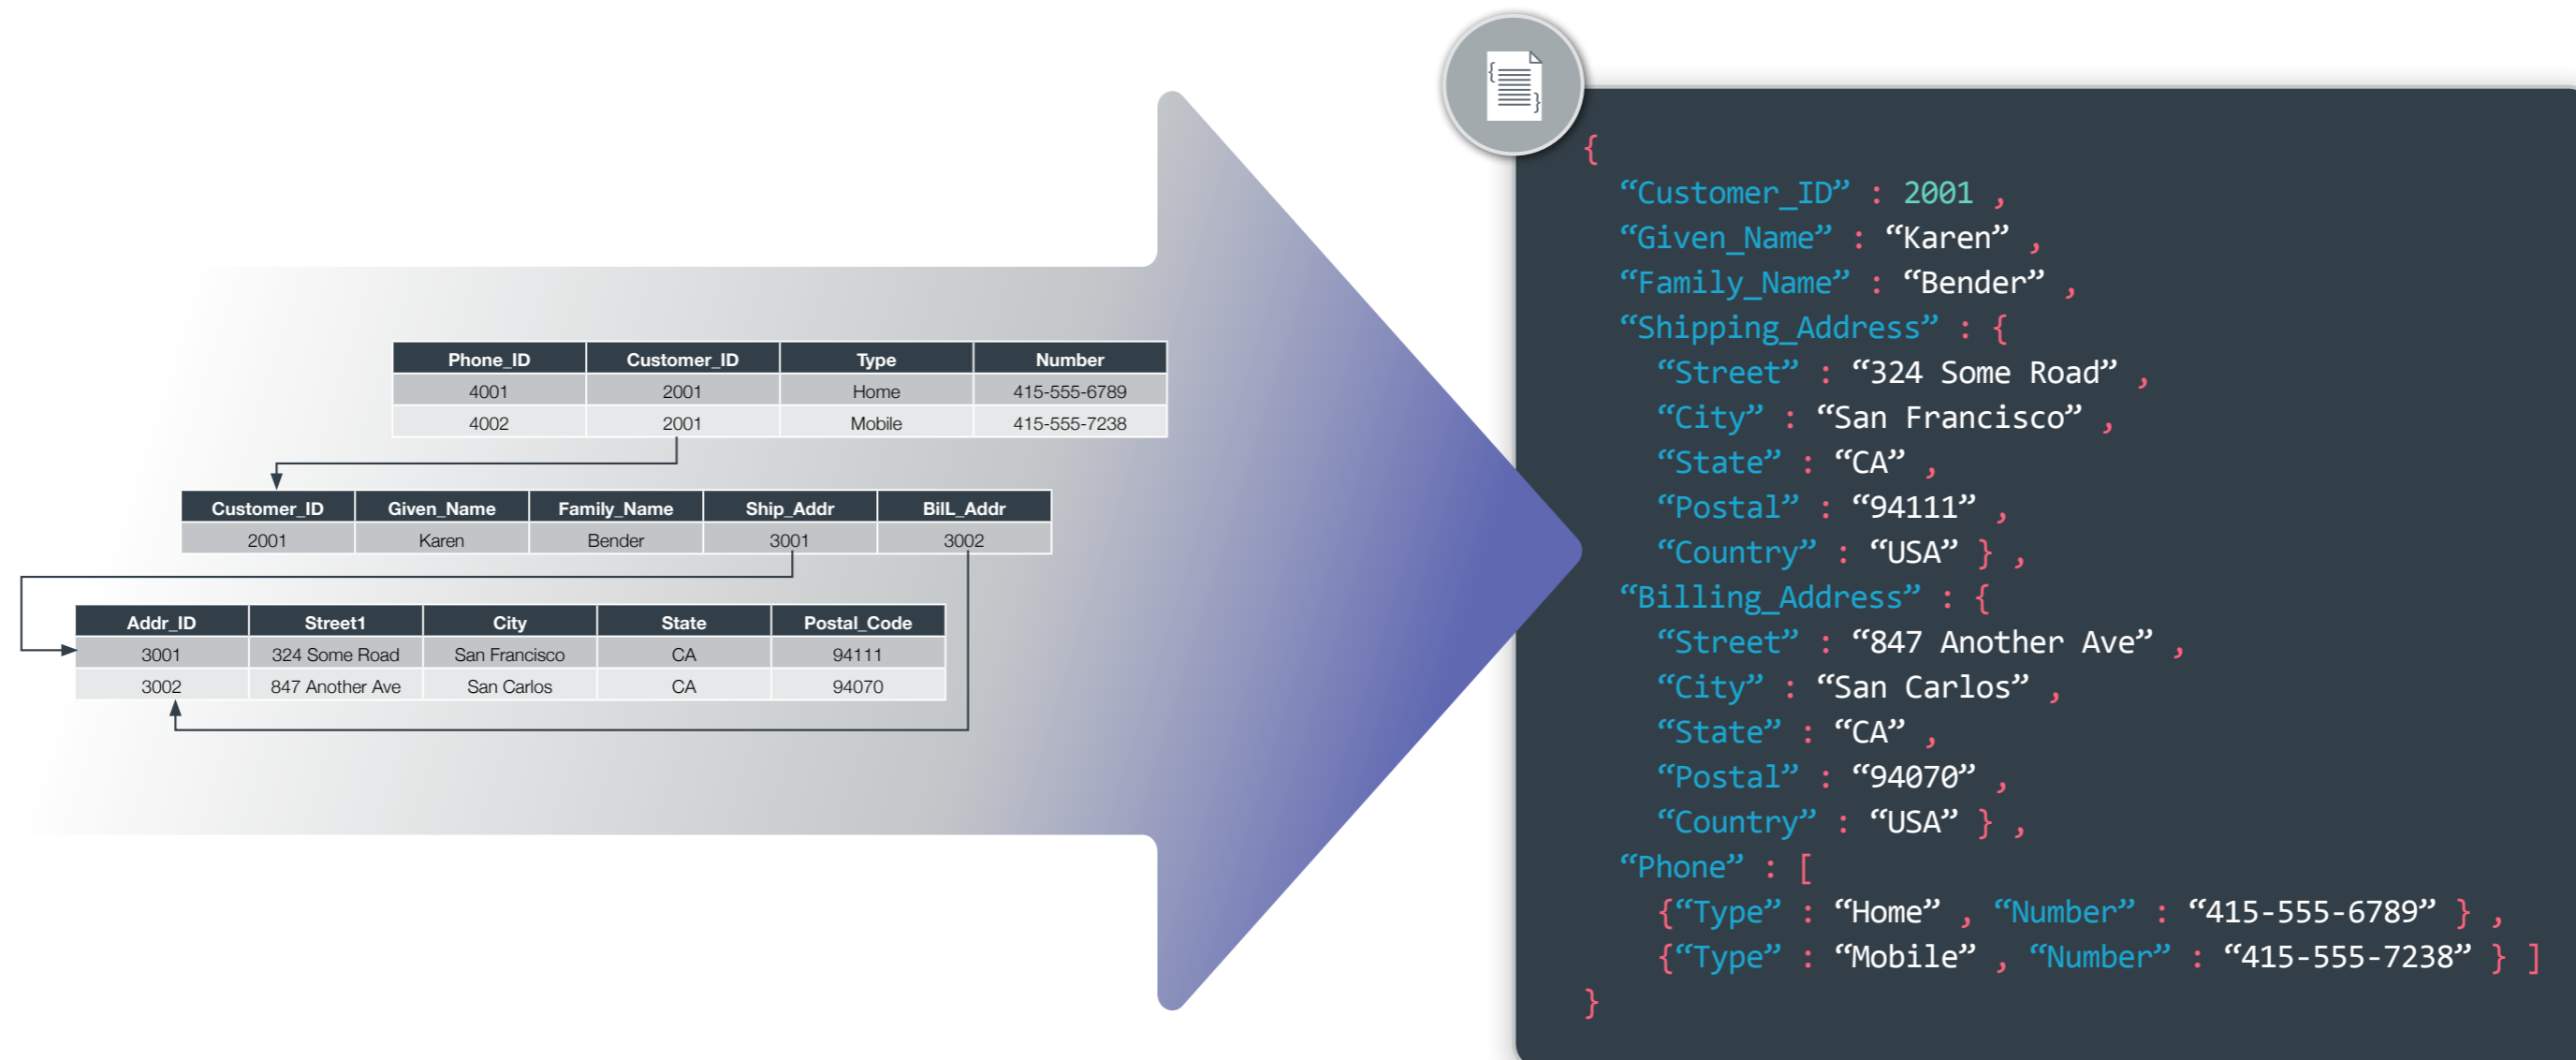 Phone_ID Customer_ID Type Number
4001 2001 Home 415-555-6789
4002 2001 Mobile 415-555-7238
Customer_ID Given_Name Family_Name Ship_Addr BilL_Addr
2001 Karen Bender 3001 3002
Addr_ID Street1 City State Postal_Code
3001 324 Some Road San Francisco CA 94111
3002 847 Another Ave San Carlos CA 94070
{
“Customer_ID” : 2001 ,
“Given_Name” : “Karen” ,
“Family_Name” : “Bender” ,
“Shipping_Address” : {
“Street” : “324 Some Road” ,
“City” : “San Francisco” ,
“State” : “CA” ,
“Postal” : “94111” ,
“Country” : “USA” } ,
“Billing_Address” : {
“Street” : “847 Another Ave” ,
“City” : “San Carlos” ,
“State” : “CA” ,
“Postal” : “94070” ,
“Country” : “USA” } ,
“Phone” : [
{“Type” : “Home” , “Number” : “415-555-6789” } ,
{“Type” : “Mobile” , “Number” : “415-555-7238” } ]
}